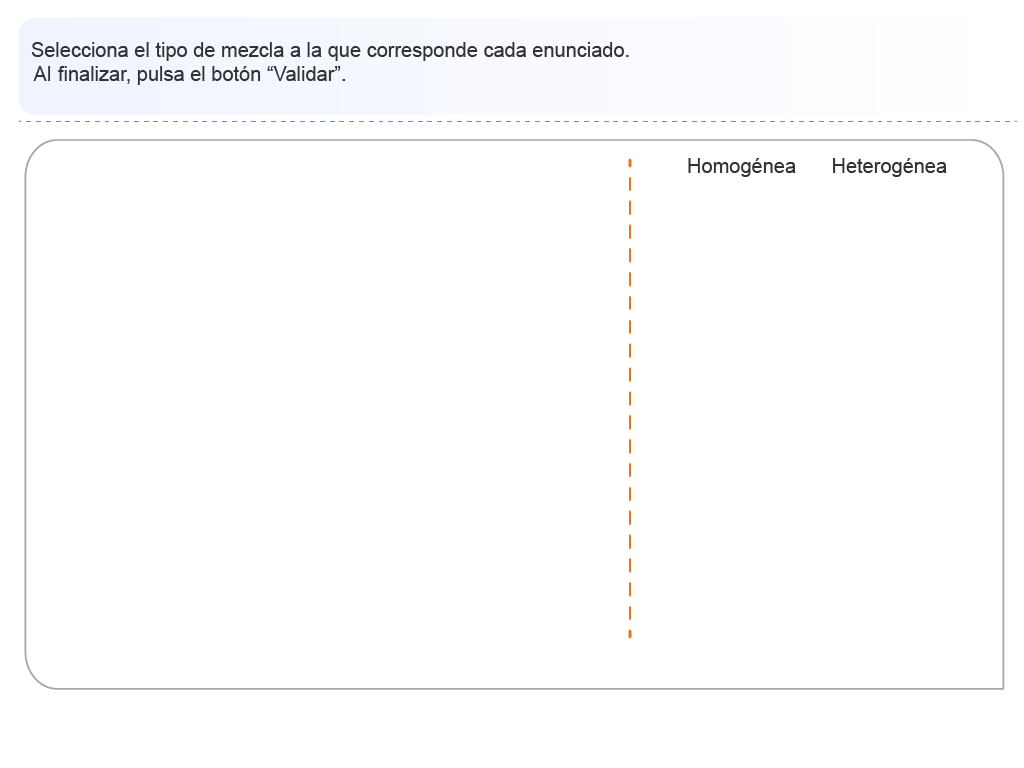 Selecciona el tipo de mezcla a la que corresponde cada enunciado.
Al finalizar, pulsa el botón “Validar”.
Homogénea Heterogénea